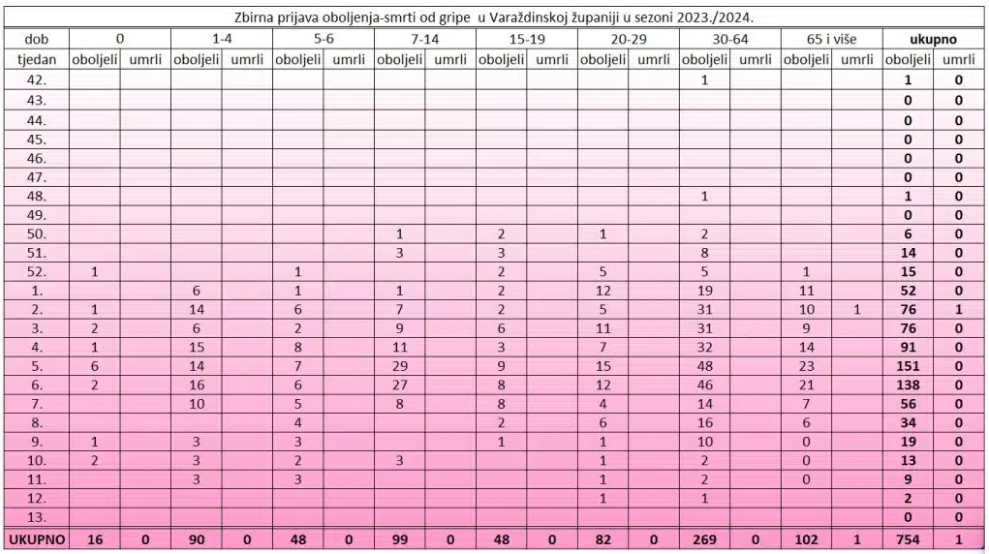 Zbirna prijava oboljenja-smrti od gripe u Varaždinskoj županiji u sezoni 2023./2024.
dob 0 1-4 5-6 7-14 15-19 20-29 30-64 65 i više ukupno
tjedan oboljeli umrli oboljeli umrli oboljeli umrli oboljeli umrli oboljeli umrli oboljeli umrli oboljeli umrli oboljeli umrli oboljeli umrli
42. 1 1 0
43. 0 0
44. 0 0
45. 0 0
46. 0 0
47. 0 0
48. 1 1 0
49. 0 0
50. 1 2 1 2 6 0
51. 3 3 8 14 0
52. 1 1 2 5 5 1 15 0
1. 6 1 1 2 12 19 11 52 0
2. 1 14 6 7 2 5 31 10 1 76 1
3. 2 6 2 9 6 11 31 9 76 0
4. 1 15 8 11 3 7 32 14 91 0
5. 6 14 7 29 9 15 48 23 151 0
6. 2 16 6 27 8 12 46 21 138 0
7. 10 5 8 8 4 14 7 56 0
8. 4 2 6 16 6 34 0
9. 1 3 3 1 1 10 0 19 0
10. 2 3 2 3 1 2 0 13 0
11. 3 3 1 2 0 9 0
12. 1 1 2 0
13. 0 0
UKUPNO 16 0 90 0 48 0 99 0 48 0 82 0 269 0 102 1 754 1